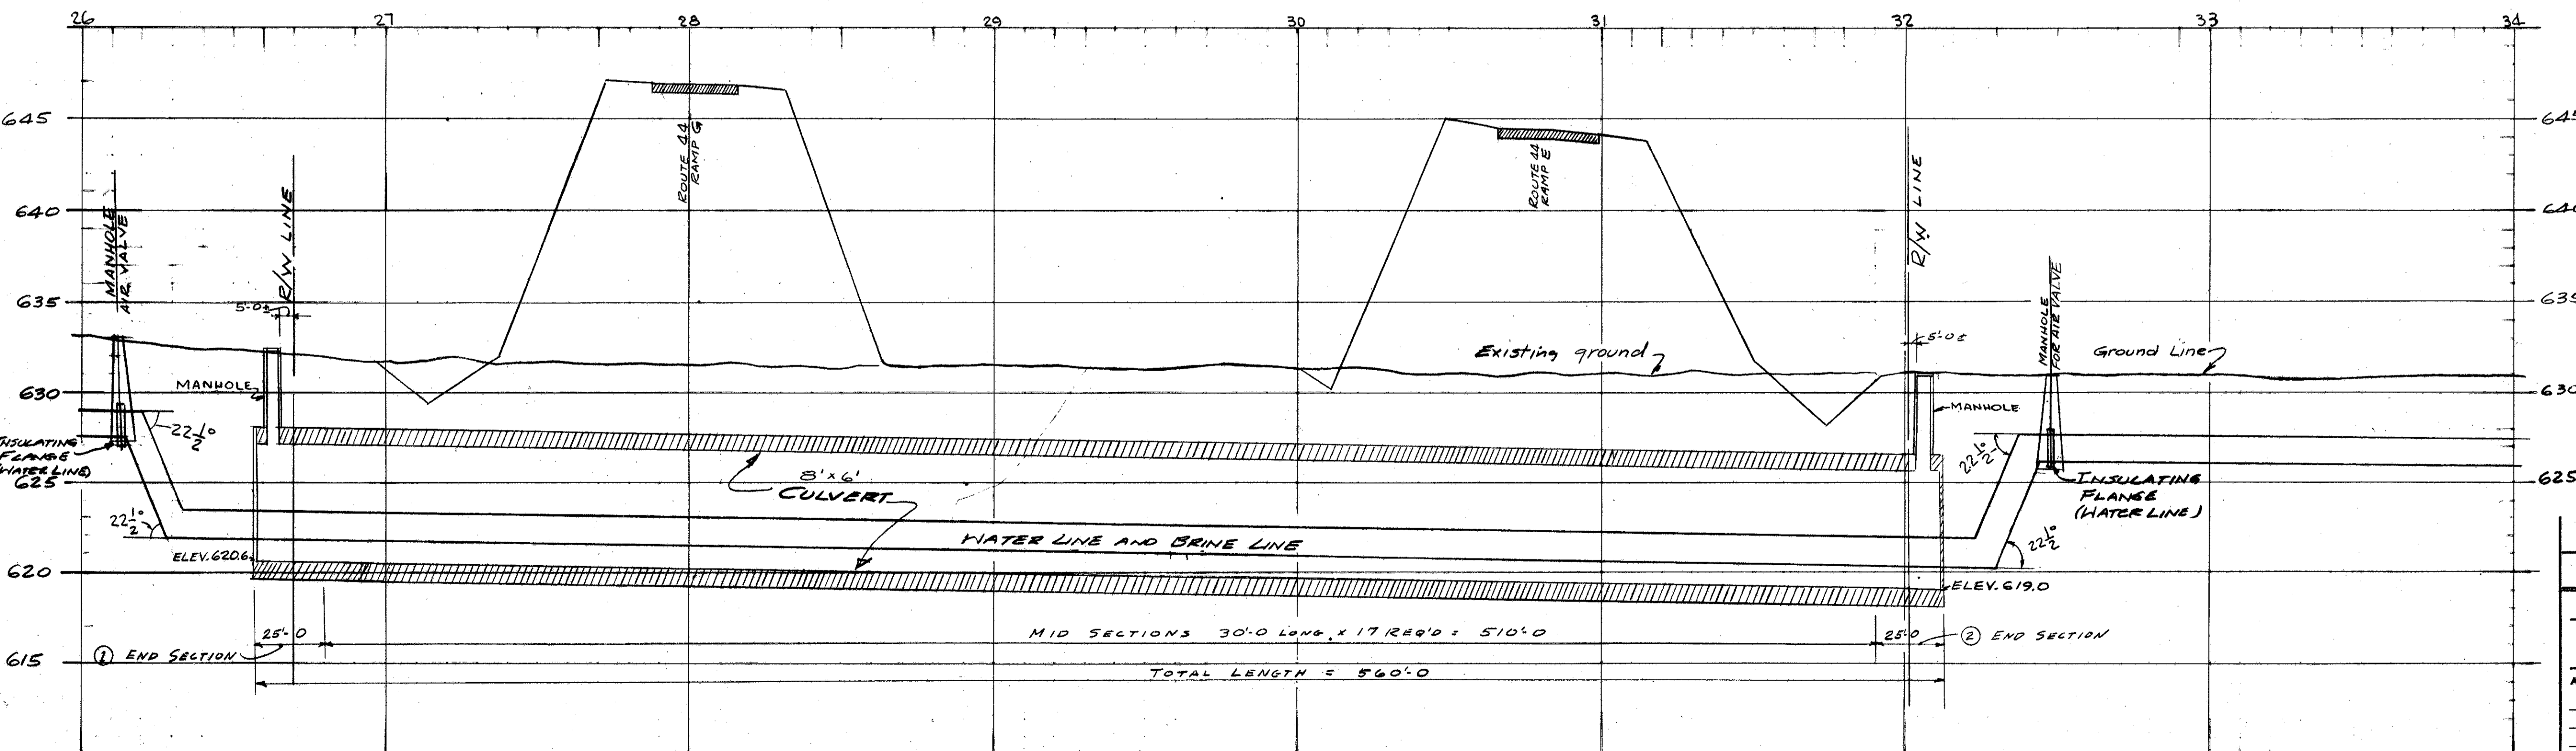 26 27 28 29 30 31 32 33 34
645
640
635
630
625
620
615
645
635
630
625
MANHOLE
AIR VALVE
R/W LINE
5'-0±
ROUTE 44
RAMP G
ROUTE 44
RAMP E
R/W LINE
5'-0±
MANHOLE
FOR AIR VALVE
Existing ground
Ground Line
MANHOLE
MANHOLE
22½°
22½°
22½°
22½°
INSULATING
FLANGE
(WATER LINE)
INSULATING
FLANGE
(WATER LINE)
8'x6'
CULVERT
WATER LINE AND BRINE LINE
ELEV. 620.6
ELEV. 619.0
25'-0
MID SECTIONS 30'-0 LONG x 17 REQ'D = 510'-0
25'-0
① END SECTION
② END SECTION
TOTAL LENGTH = 560'-0